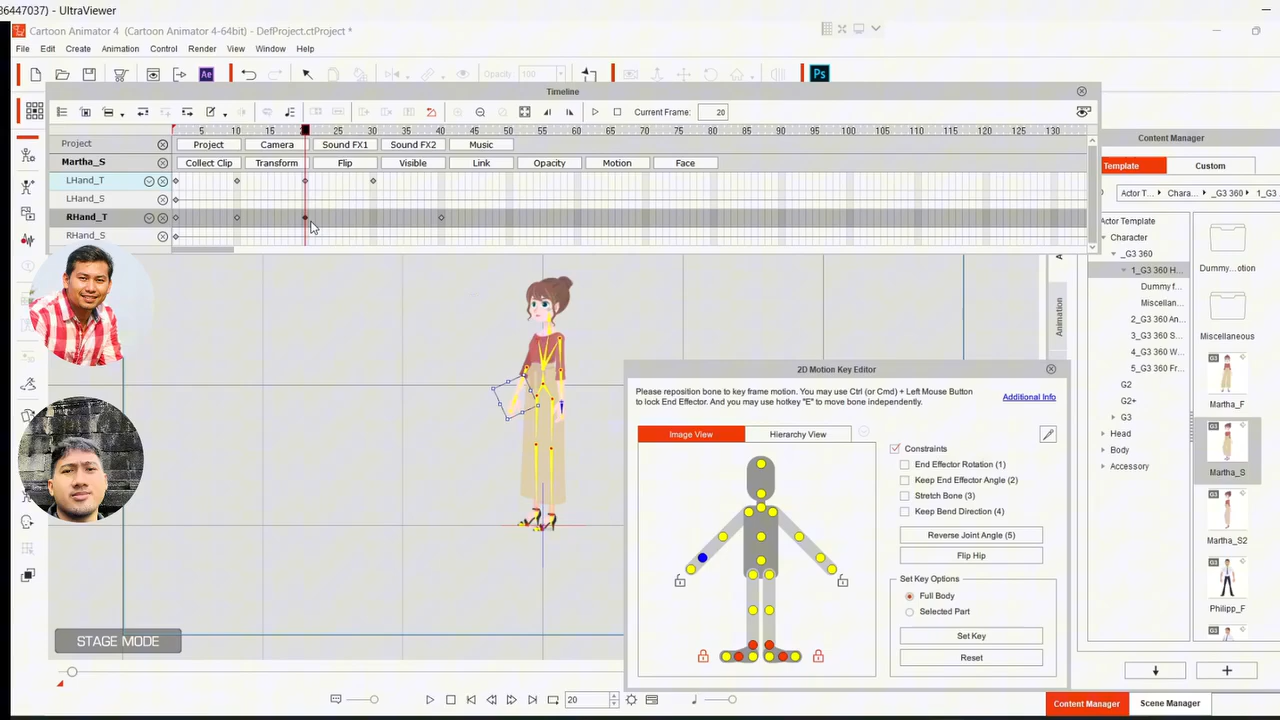 36447037) - UltraViewer
Cartoon Animator 4 (Cartoon Animator 4-64bit) - DefProject.ctProject *
File Edit Create Animation Control Render View Window Help
Ae Opacity 100 Ps
Timeline
Current Frame: 20
5 10 15 20 25 30 35 40 45 50 55 60 65 70 75 80 85 90 95 100 105 110 115 120 125 130
Project Project Camera Sound FX1 Sound FX2 Music
Martha_S Collect Clip Transform Flip Visible Link Opacity Motion Face
LHand_T
LHand_S
RHand_T
RHand_S
Content Manager
Template Custom
Actor T... Chara... _G3 360 1_G3
Actor Template
Character
_G3 360
1_G3 360 H...
Dummy f...
Miscellan...
2_G3 360 An...
3_G3 360 S...
4_G3 360 W...
5_G3 360 Fr...
G2
G2+
G3
Head
Body
Accessory
Dummy...otion
Miscellaneous
G3
Martha_F
G3
Martha_S
G3
Martha_S2
G3
Philipp_F
G3
Animation
2D Motion Key Editor
Please reposition bone to key frame motion. You may use Ctrl (or Cmd) + Left Mouse Button
to lock End Effector. And you may use hotkey "E" to move bone independently.
Additional Info
Image View Hierarchy View
Constraints
End Effector Rotation (1)
Keep End Effector Angle (2)
Stretch Bone (3)
Keep Bend Direction (4)
Reverse Joint Angle (5)
Flip Hip
Set Key Options
Full Body
Selected Part
Set Key
Reset
STAGE MODE
20
Content Manager Scene Manager